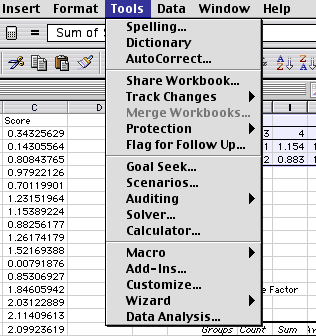 Insert Format Tools Data Window Help
Sum of S
Spelling...
Dictionary
AutoCorrect...
Share Workbook...
Track Changes
Merge Workbooks...
Protection
Flag for Follow Up...
Goal Seek...
Scenarios...
Auditing
Solver...
Calculator...
Macro
Add-Ins...
Customize...
Wizard
Data Analysis...
C D I
Score
0.34325629 3 4
0.14305564 1 1.154 1
0.80843765 2 0.883 1
0.97922126
0.70119901
1.23151964
1.15389224
0.88256177
1.26174179
1.52169388
0.00791876
0.85306927
1.84605942 e Factor
2.03122889
2.11409613
2.09923619 Groups Count Sum